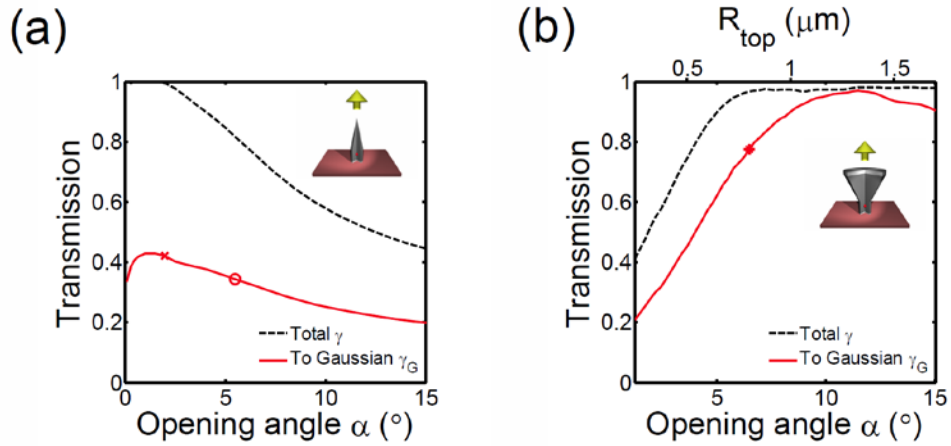 (a)
Transmission
1
0.8
0.6
0.4
0.2
0
Total γ
To Gaussian γ_G
0 5 10 15
Opening angle α (°)
(b)
R_top (μm)
0.5 1 1.5
Transmission
1
0.8
0.6
0.4
0.2
0
Total γ
To Gaussian γ_G
5 10 15
Opening angle α (°)